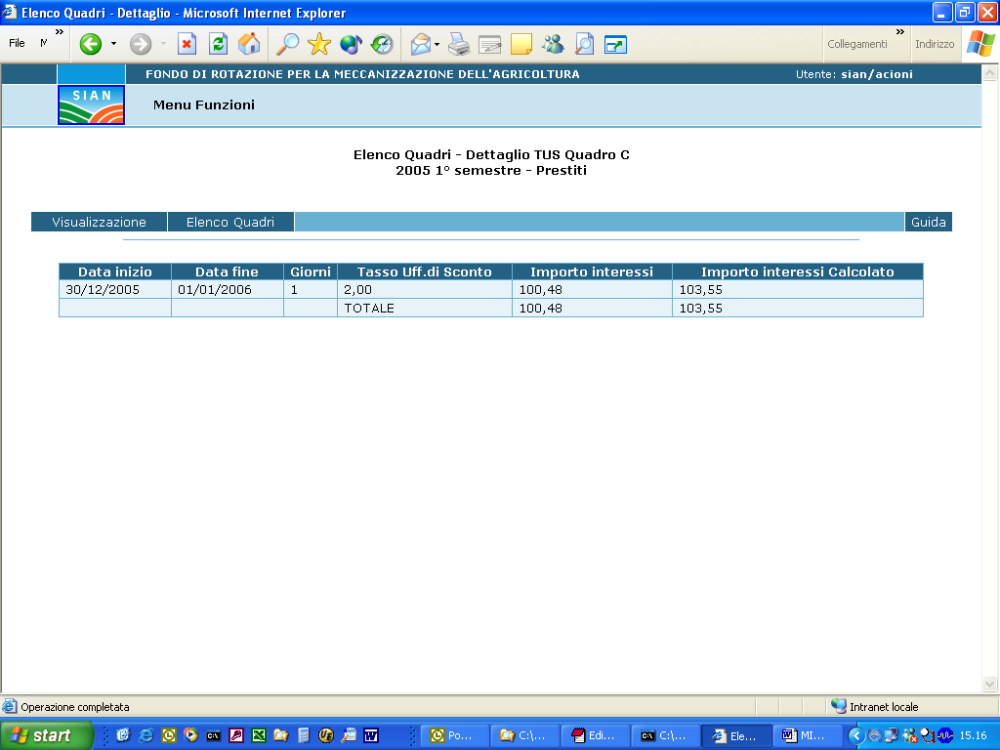 Elenco Quadri - Dettaglio - Microsoft Internet Explorer
File M »
Collegamenti » Indirizzo
FONDO DI ROTAZIONE PER LA MECCANIZZAZIONE DELL'AGRICOLTURA Utente: sian/acioni
SIAN
Menu Funzioni
Elenco Quadri - Dettaglio TUS Quadro C
2005 1° semestre - Prestiti
Visualizzazione Elenco Quadri Guida
Data inizio Data fine Giorni Tasso Uff.di Sconto Importo interessi Importo interessi Calcolato
30/12/2005 01/01/2006 1 2,00 100,48 103,55
TOTALE 100,48 103,55
Operazione completata Intranet locale
start Po... C:\... Edi... C:\... Ele... MI... 15.16